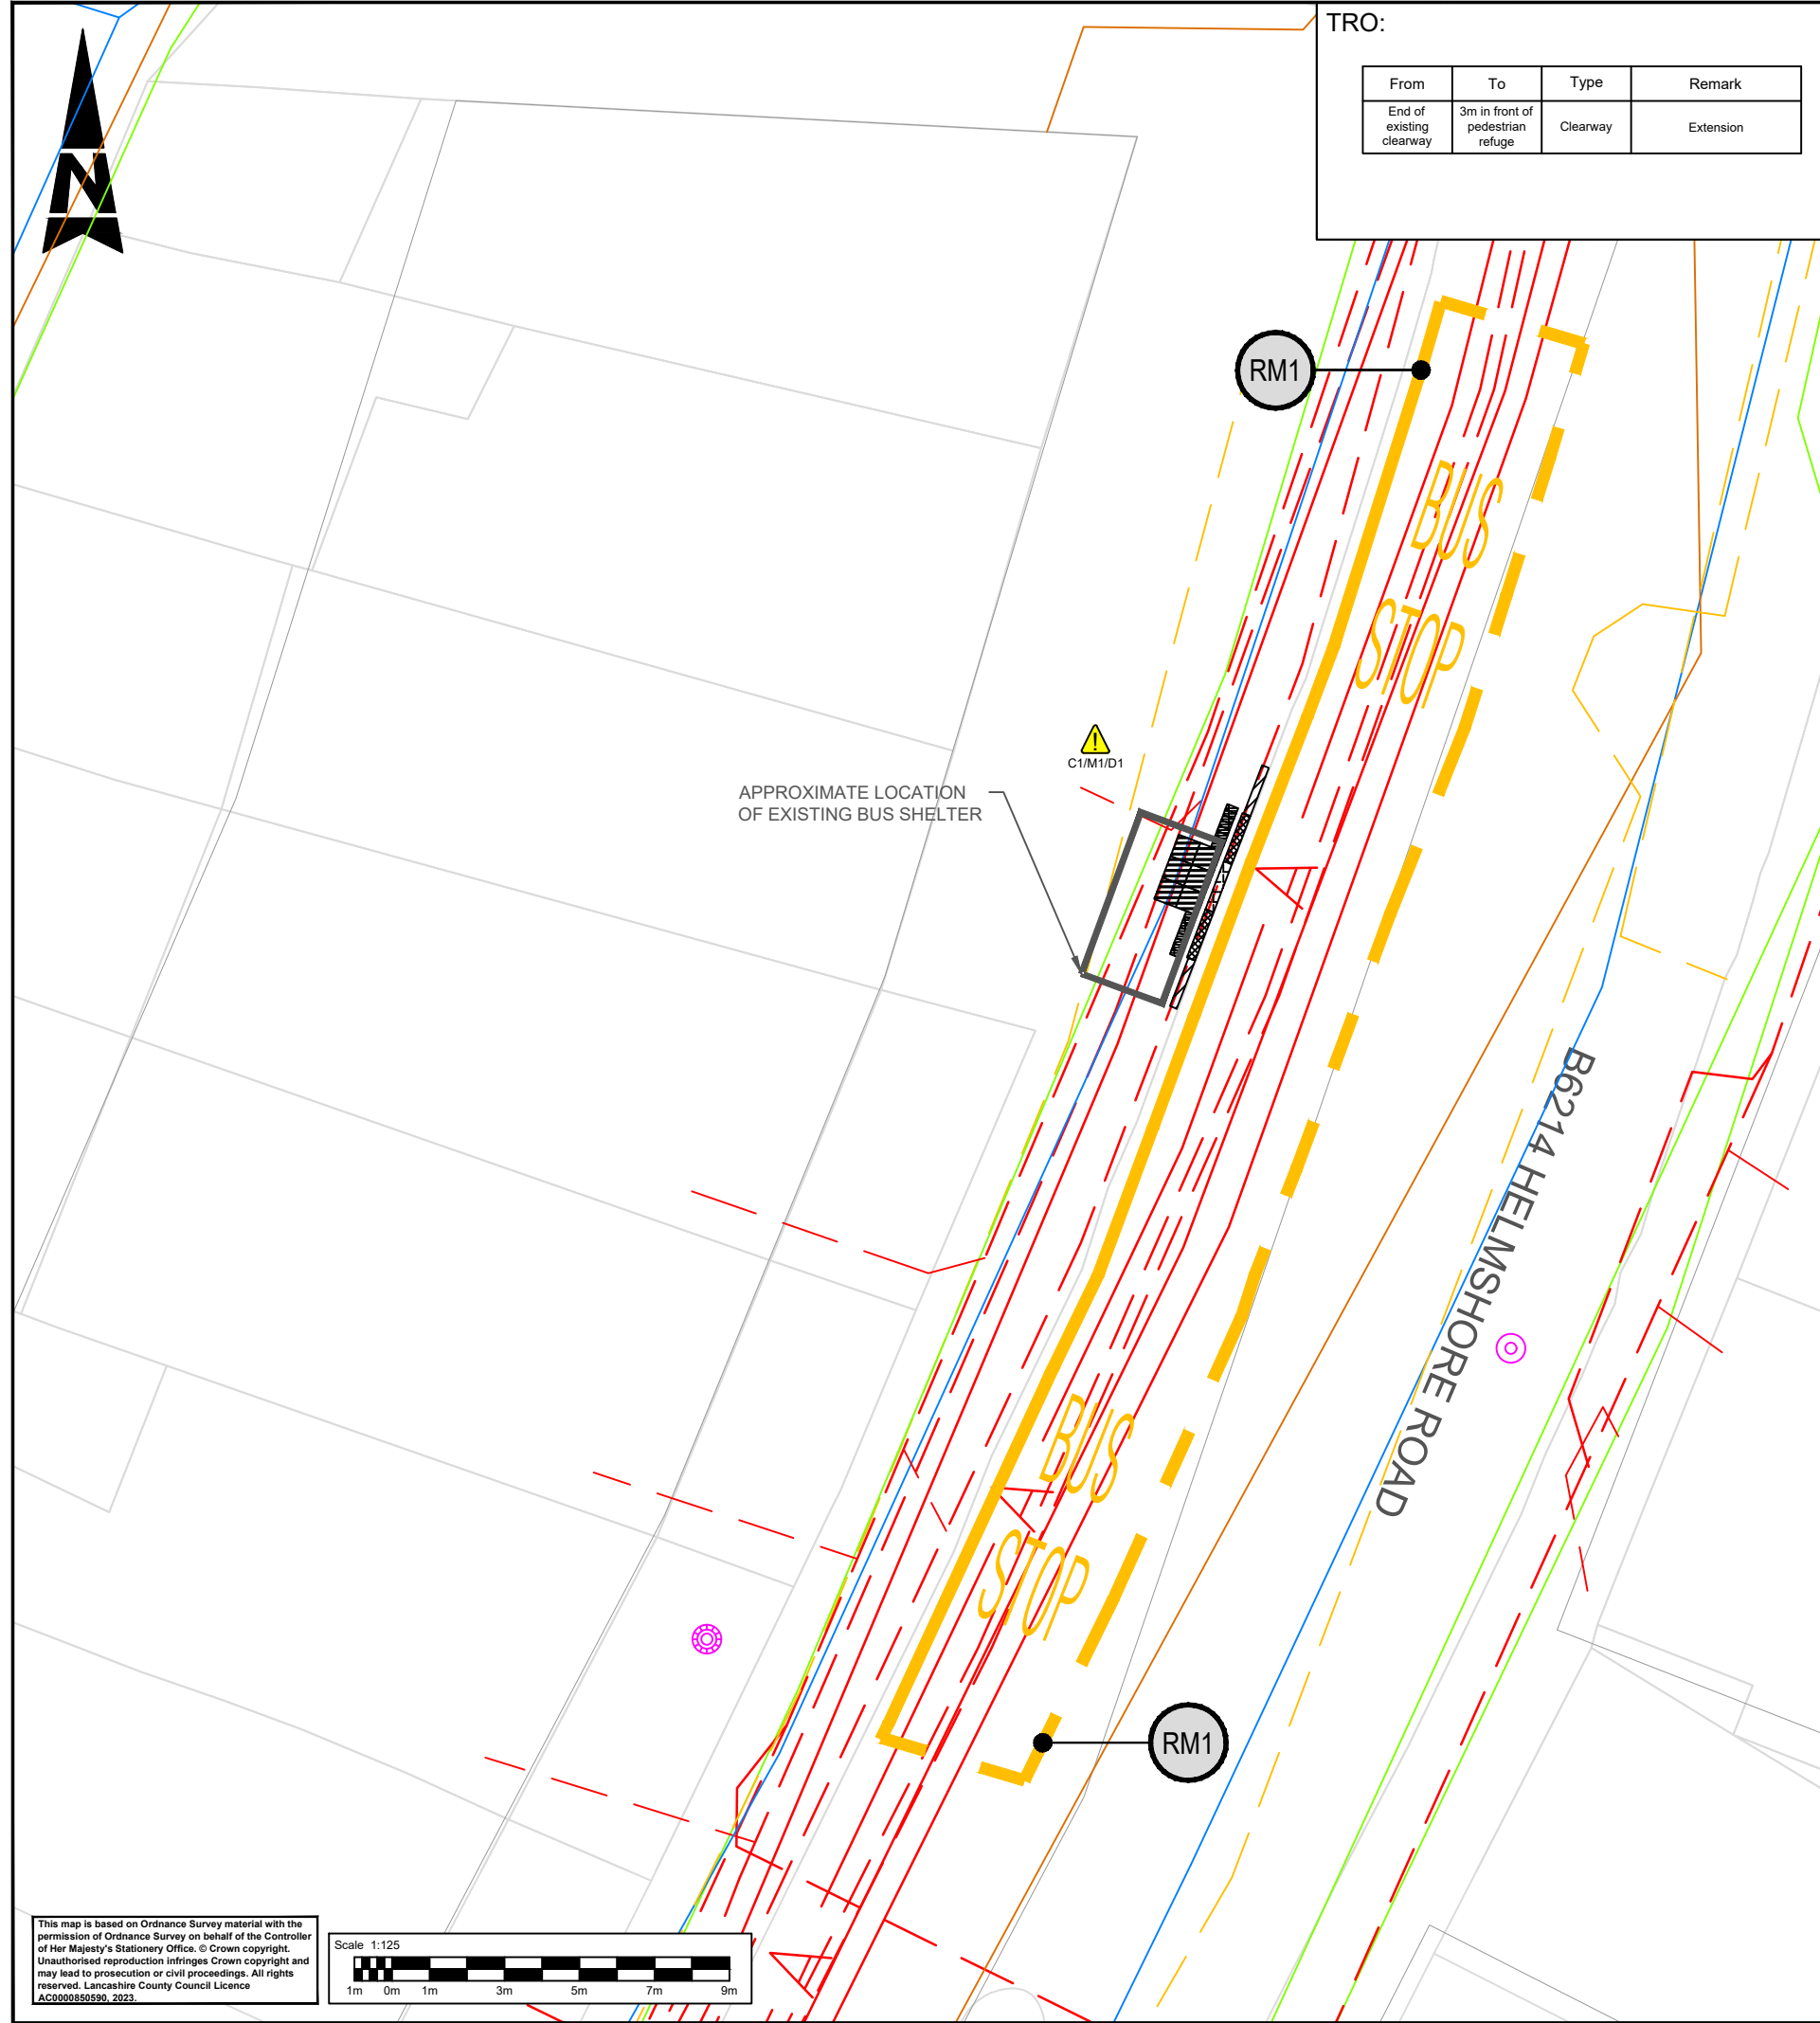 TRO:
From To Type Remark
End of existing clearway
3m in front of pedestrian refuge
Clearway
Extension
N
RM1
BUS
STOP
C1/M1/D1
APPROXIMATE LOCATION
OF EXISTING BUS SHELTER
B6214 HELMSHORE ROAD
BUS
STOP
RM1
This map is based on Ordnance Survey material with the
permission of Ordnance Survey on behalf of the Controller
of Her Majesty's Stationery Office. © Crown copyright.
Unauthorised reproduction infringes Crown copyright and
may lead to prosecution or civil proceedings. All rights
reserved. Lancashire County Council Licence
AC0000850590, 2023.
Scale 1:125
1m 0m 1m 3m 5m 7m 9m